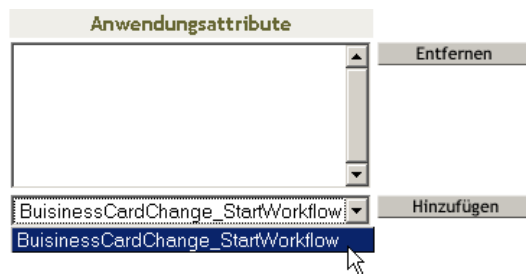 Anwendungsattribute
Entfernen
BuisinessCardChange_StartWorkflow
Hinzufügen
BuisinessCardChange_StartWorkflow